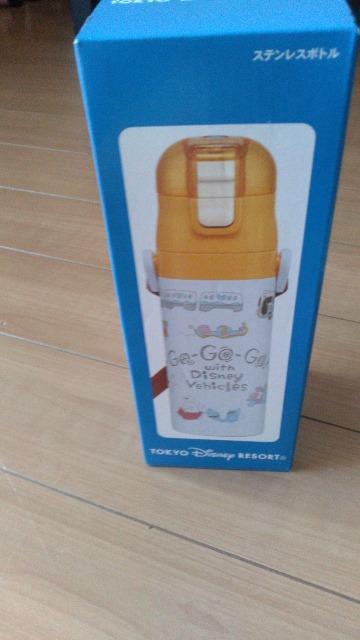 ステンレスボトル
Go-Go-Go
with
Disney
Vehicles
TOKYO Disney RESORT®